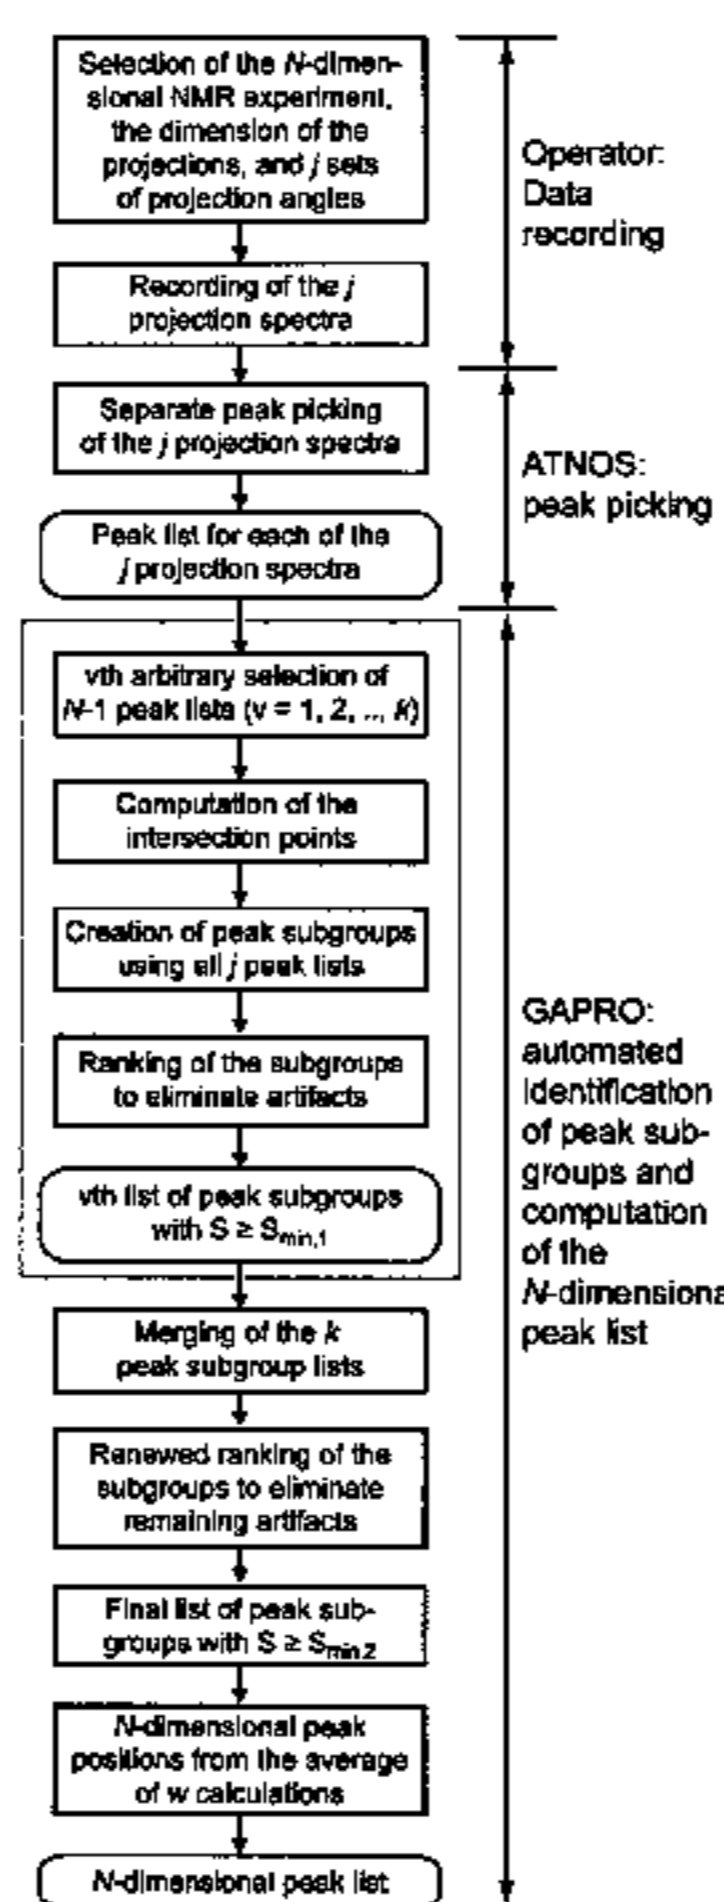 Selection of the N-dimen-
sional NMR experiment,
the dimension of the
projections, and j sets
of projection angles
Recording of the j
projection spectra
Separate peak picking
of the j projection spectra
Peak list for each of the
j projection spectra
vth arbitrary selection of
N-1 peak lists (v = 1, 2, .., k)
Computation of the
intersection points
Creation of peak subgroups
using all j peak lists
Ranking of the subgroups
to eliminate artifacts
vth list of peak subgroups
with S ≥ Smin,1
Merging of the k
peak subgroup lists
Renewed ranking of the
subgroups to eliminate
remaining artifacts
Final list of peak sub-
groups with S ≥ Smin,2
N-dimensional peak
positions from the average
of w calculations
N-dimensional peak list
Operator:
Data
recording
ATNOS:
peak picking
GAPRO:
automated
identification
of peak sub-
groups and
computation
of the
N-dimensiona
peak list